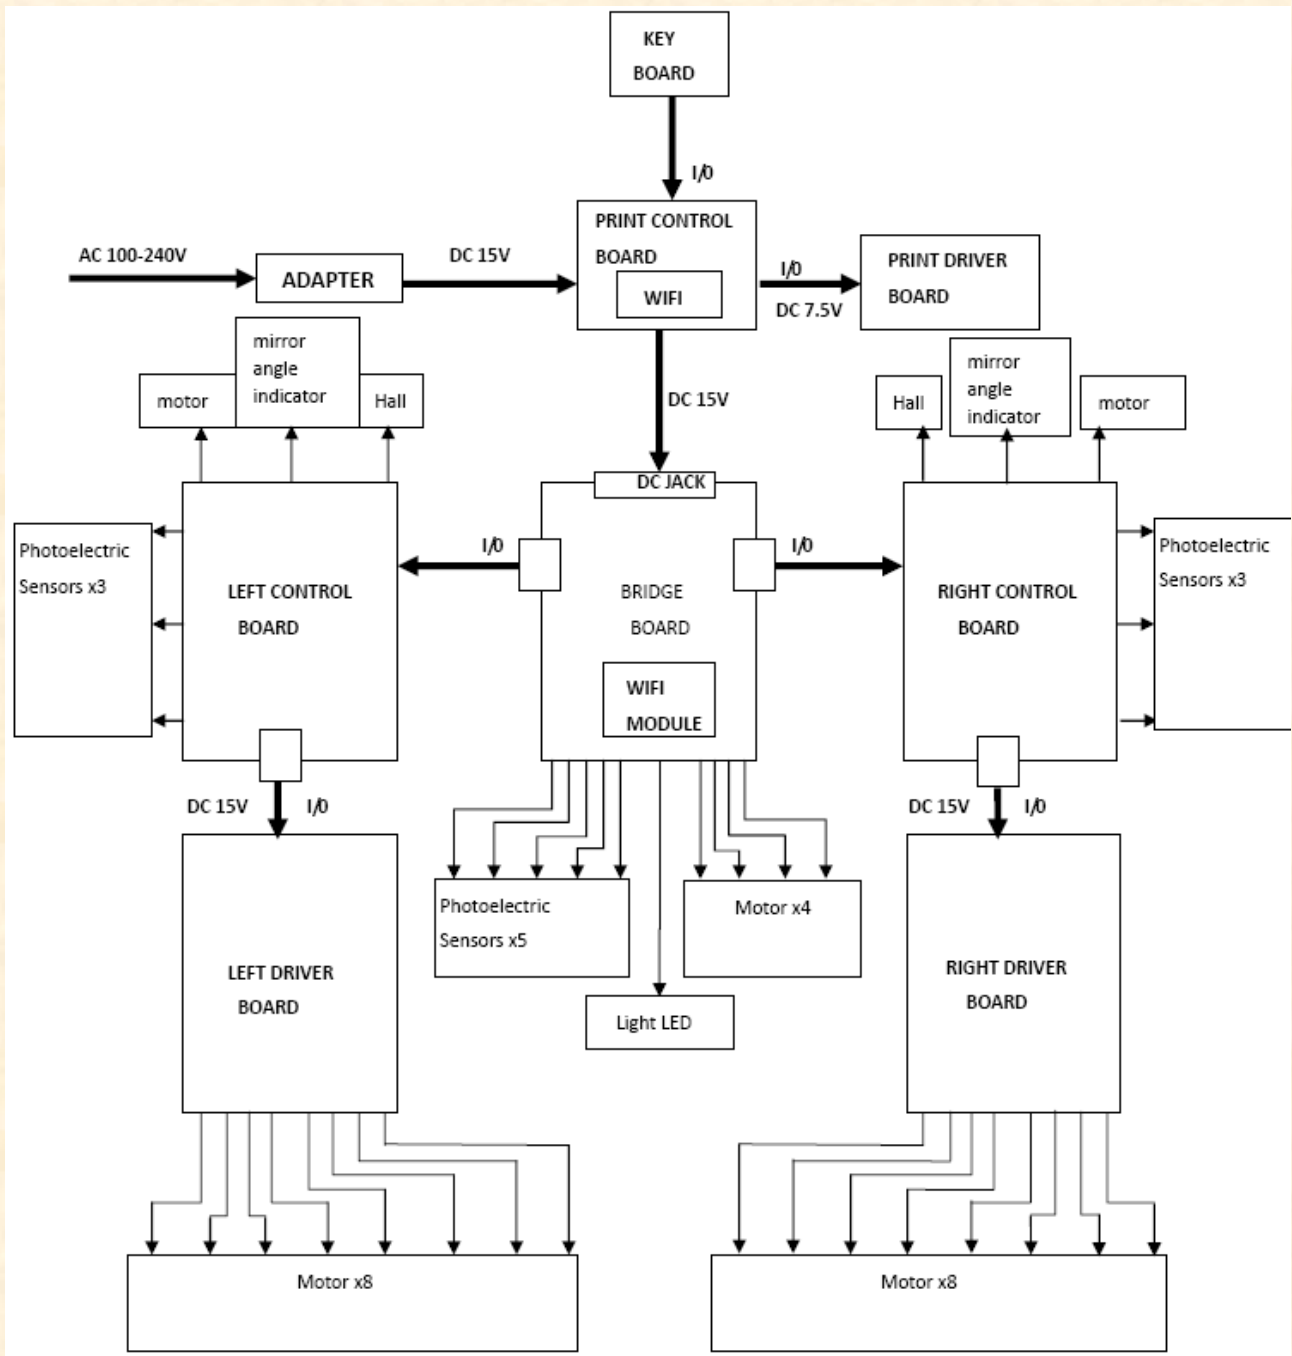 KEY
BOARD
I/0
PRINT CONTROL
BOARD
WIFI
AC 100-240V
ADAPTER
DC 15V
I/0
DC 7.5V
PRINT DRIVER
BOARD
mirror
angle
indicator
motor
Hall
DC 15V
Hall
mirror
angle
indicator
motor
DC JACK
Photoelectric
Sensors x3
LEFT CONTROL
BOARD
I/0
BRIDGE
BOARD
WIFI
MODULE
I/0
RIGHT CONTROL
BOARD
Photoelectric
Sensors x3
DC 15V
I/0
DC 15V
I/0
LEFT DRIVER
BOARD
Photoelectric
Sensors x5
Motor x4
Light LED
RIGHT DRIVER
BOARD
Motor x8
Motor x8